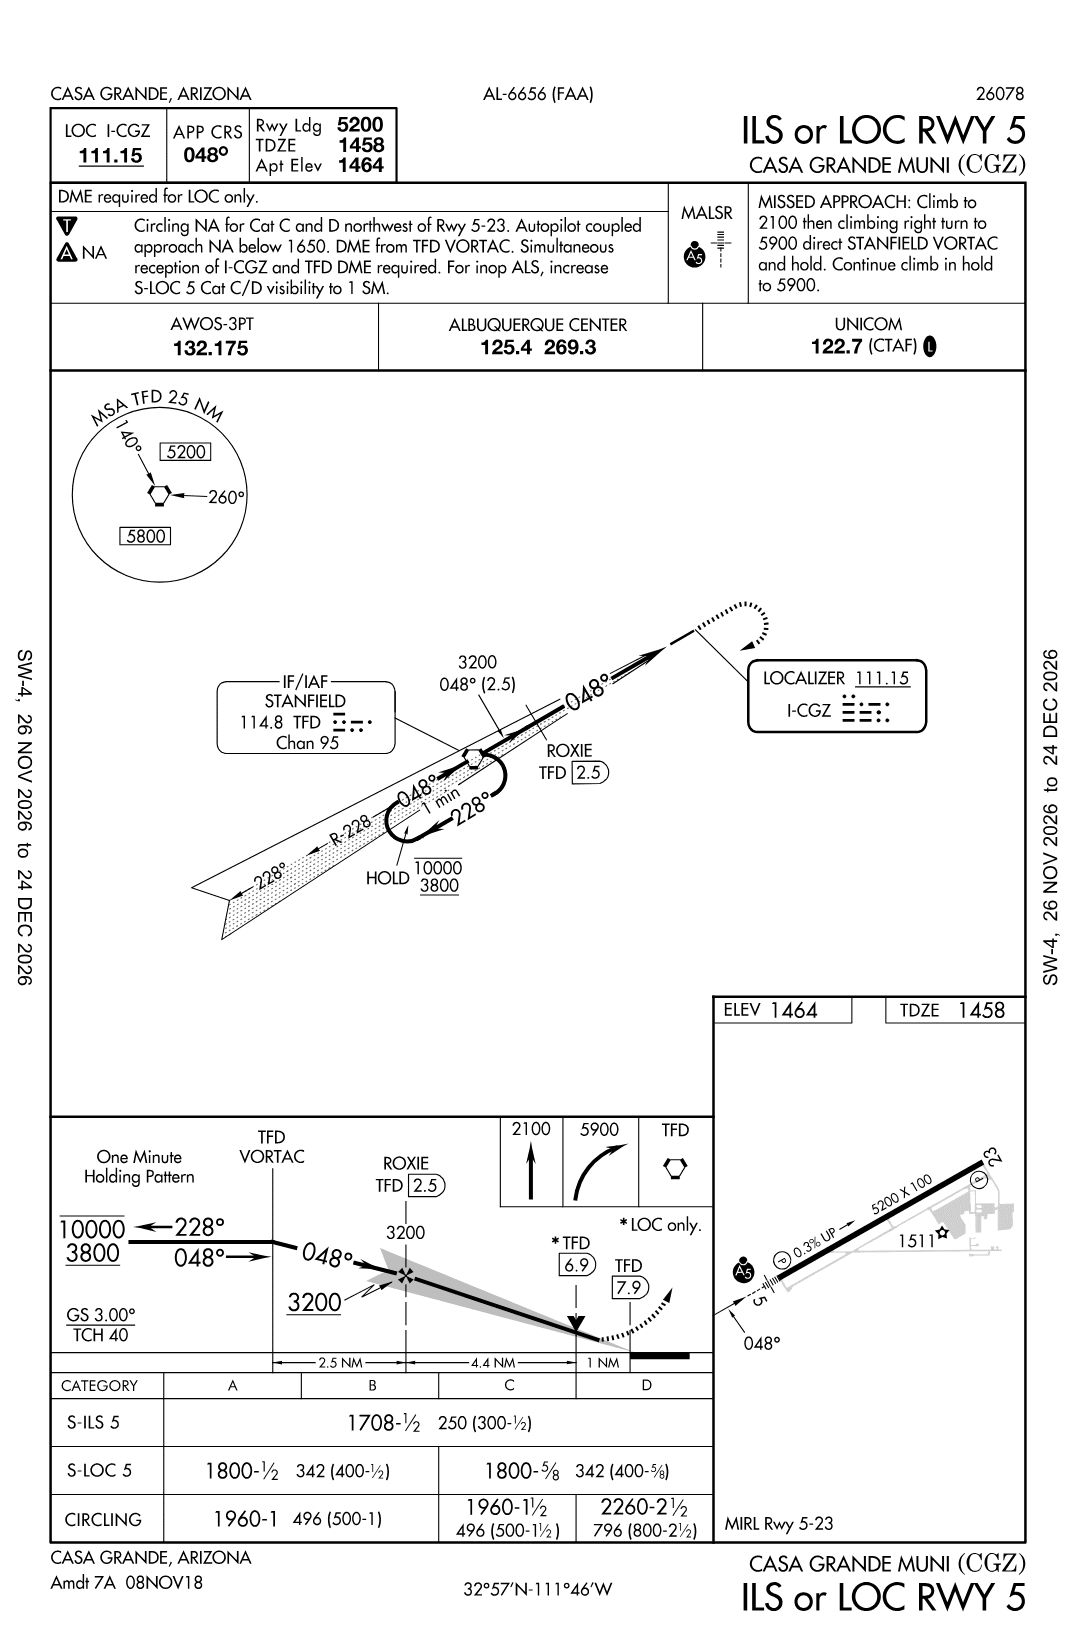 CASA GRANDE, ARIZONA
AL-6656 (FAA)
26078
LOC I-CGZ
111.15
APP CRS
048°
Rwy Ldg 5200
TDZE 1458
Apt Elev 1464
ILS or LOC RWY 5
CASA GRANDE MUNI (CGZ)
DME required for LOC only.
T
A NA
Circling NA for Cat C and D northwest of Rwy 5-23. Autopilot coupled
approach NA below 1650. DME from TFD VORTAC. Simultaneous
reception of I-CGZ and TFD DME required. For inop ALS, increase
S-LOC 5 Cat C/D visibility to 1 SM.
MALSR
A5
MISSED APPROACH: Climb to
2100 then climbing right turn to
5900 direct STANFIELD VORTAC
and hold. Continue climb in hold
to 5900.
AWOS-3PT
132.175
ALBUQUERQUE CENTER
125.4 269.3
UNICOM
122.7 (CTAF) L
MSA TFD 25 NM
140°
5200
260°
5800
SW-4, 26 NOV 2026 to 24 DEC 2026
SW-4, 26 NOV 2026 to 24 DEC 2026
3200
048° (2.5)
048°
IF/IAF
STANFIELD
114.8 TFD
Chan 95
LOCALIZER 111.15
I-CGZ
ROXIE
TFD 2.5
048°
1 min
228°
R-228
228°
HOLD
10000
3800
ELEV 1464
TDZE 1458
23
P
5200 X 100
1511
0.3% UP
P
A5
5
048°
MIRL Rwy 5-23
One Minute
Holding Pattern
TFD
VORTAC
ROXIE
TFD 2.5
2100
5900
TFD
*LOC only.
10000
3800
228°
048°
048°
3200
3200
*TFD
6.9
TFD
7.9
GS 3.00°
TCH 40
2.5 NM
4.4 NM
1 NM
CATEGORY A B C D
S-ILS 5 1708-½ 250 (300-½)
S-LOC 5 1800-½ 342 (400-½) 1800-⅝ 342 (400-⅝)
CIRCLING 1960-1 496 (500-1) 1960-1½ 496 (500-1½) 2260-2½ 796 (800-2½)
CASA GRANDE, ARIZONA
Amdt 7A 08NOV18
32°57'N-111°46'W
CASA GRANDE MUNI (CGZ)
ILS or LOC RWY 5